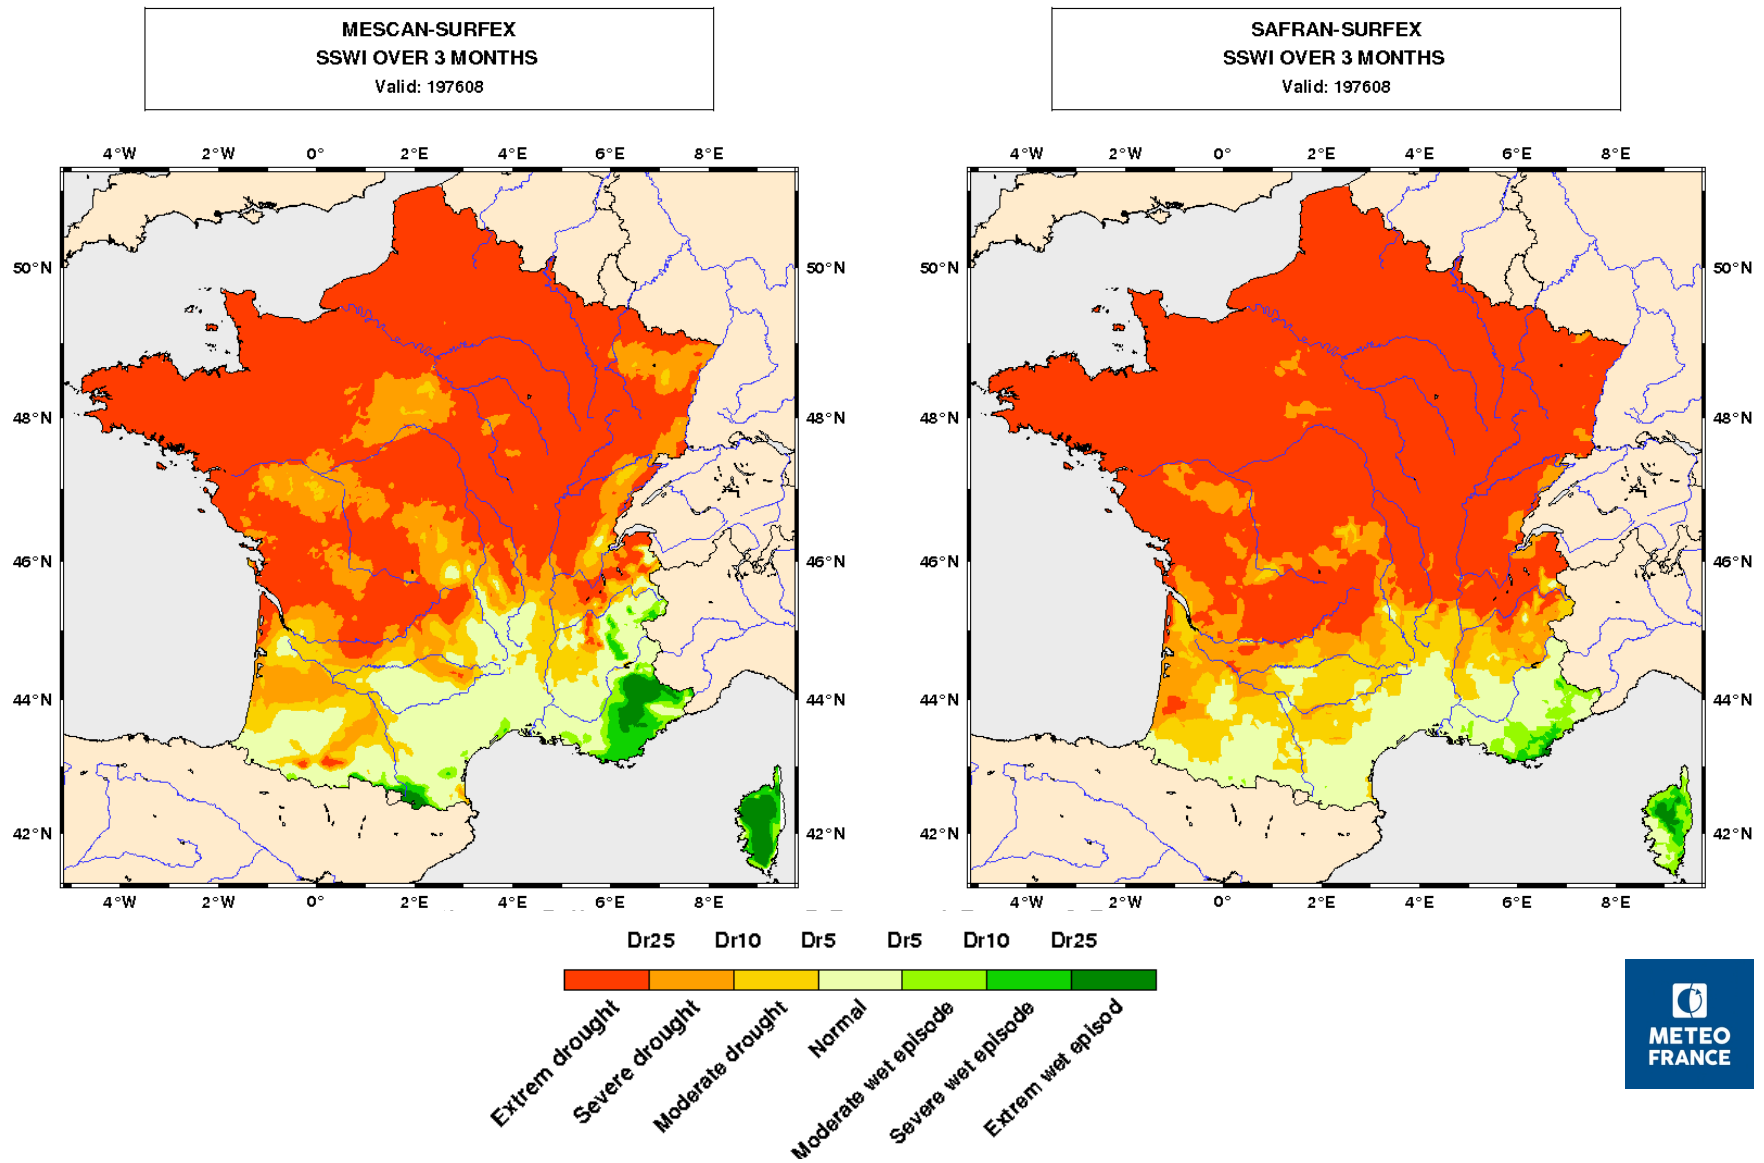 MESCAN-SURFEX
SSWI OVER 3 MONTHS
Valid: 197608
SAFRAN-SURFEX
SSWI OVER 3 MONTHS
Valid: 197608
4°W 2°W 0° 2°E 4°E 6°E 8°E
4°W 2°W 0° 2°E 4°E 6°E 8°E
50°N 50°N 50°N 50°N
48°N 48°N 48°N 48°N
46°N 46°N 46°N 46°N
44°N 44°N 44°N 44°N
42°N 42°N 42°N 42°N
4°W 2°W 0° 2°E 4°E 6°E 8°E
4°W 2°W 0° 2°E 4°E 6°E 8°E
Dr25 Dr10 Dr5 Dr5 Dr10 Dr25
Extrem drought
Severe drought
Moderate drought
Normal
Moderate wet episode
Severe wet episode
Extrem wet episod
METEO
FRANCE